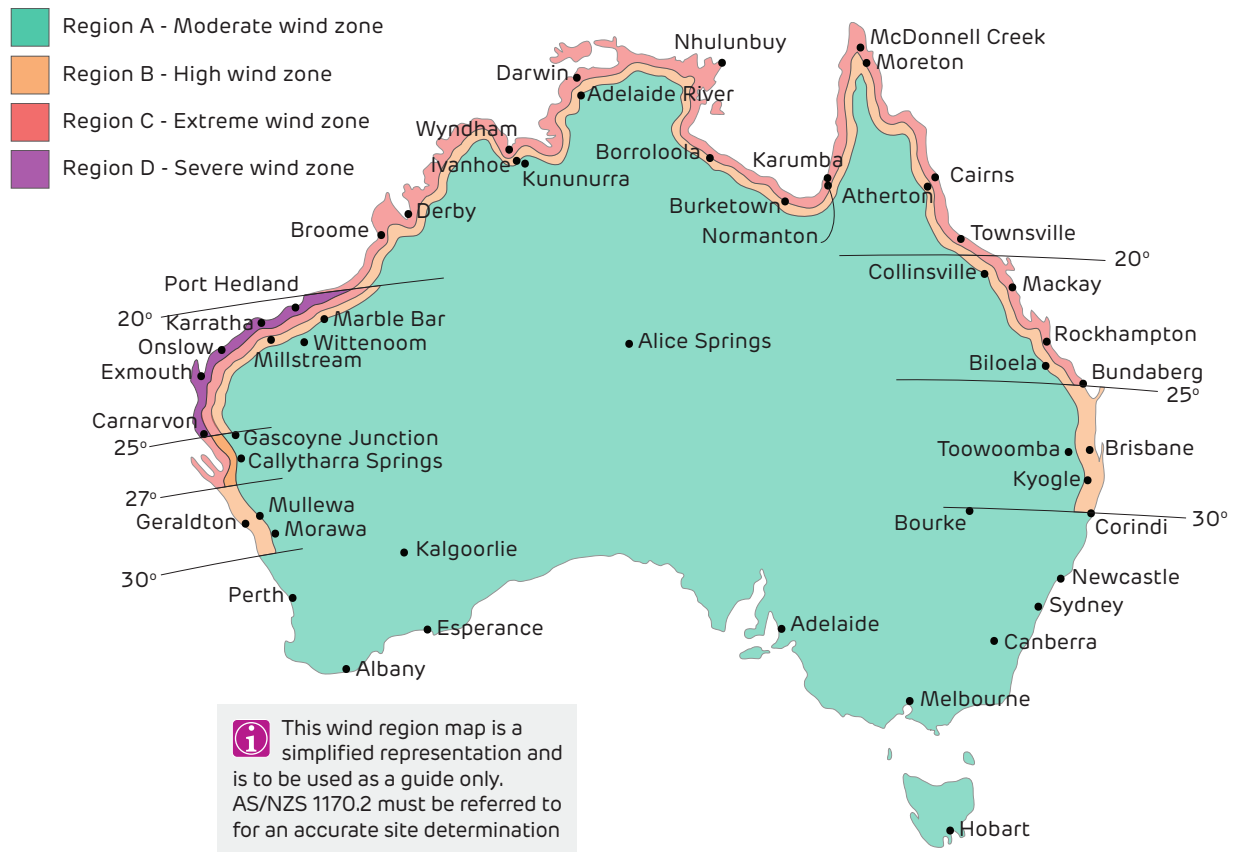 Region A - Moderate wind zone
Region B - High wind zone
Region C - Extreme wind zone
Region D - Severe wind zone
McDonnell Creek
Nhulunbuy
Moreton
Darwin
Adelaide River
Wyndham
Borroloola
Karumba
Ivanhoe
Kununurra
Cairns
Atherton
Burketown
Derby
Broome
Normanton
Townsville
20°
Collinsville
Port Hedland
Mackay
20°
Karratha
Marble Bar
Rockhampton
Onslow
Wittenoom
Alice Springs
Millstream
Biloela
Exmouth
Bundaberg
25°
Carnarvon
25°
Gascoyne Junction
Toowoomba
Brisbane
Callytharra Springs
Kyogle
27°
Mullewa
Geraldton
Morawa
Bourke
Corindi
30°
Kalgoorlie
30°
Newcastle
Perth
Sydney
Esperance
Adelaide
Canberra
Albany
Melbourne
i
This wind region map is a
simplified representation and
is to be used as a guide only.
AS/NZS 1170.2 must be referred to
for an accurate site determination
Hobart